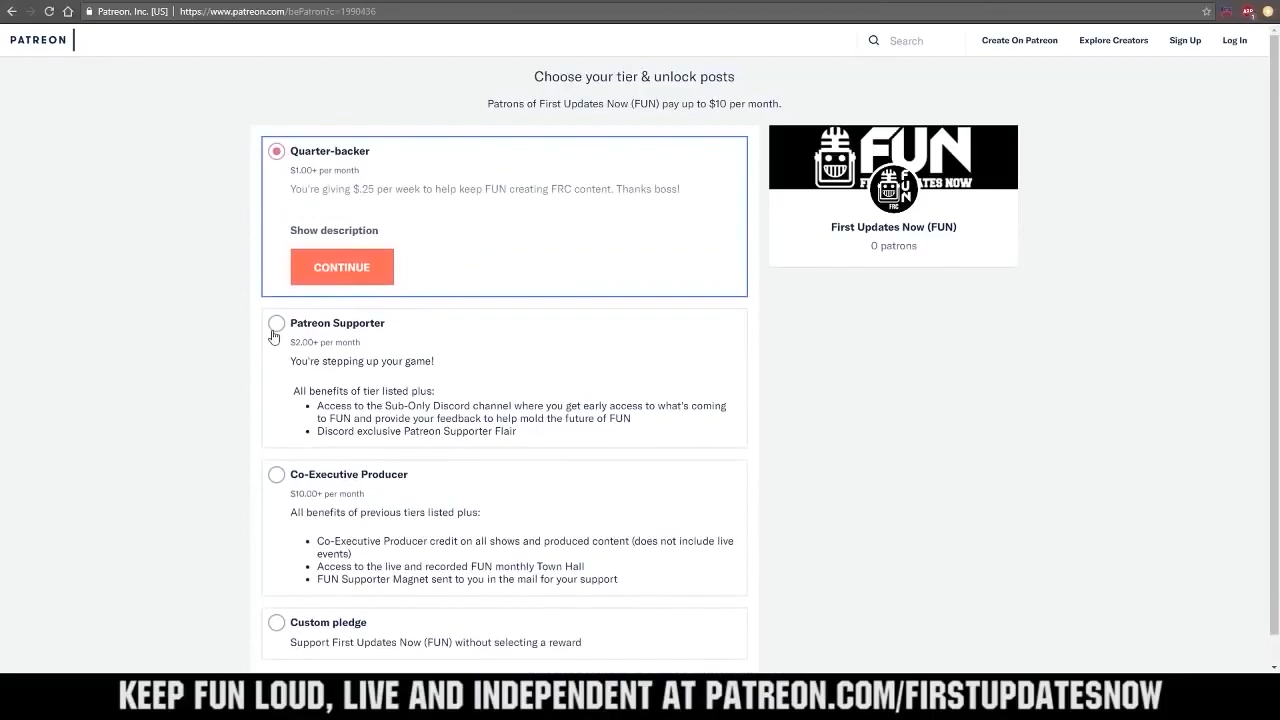 Patreon, Inc. [US] | https://www.patreon.com/bePatron?c=1990436
PATREON
Search
Create On Patreon
Explore Creators
Sign Up
Log In
Choose your tier & unlock posts
Patrons of First Updates Now (FUN) pay up to $10 per month.
Quarter-backer
$1.00+ per month
You're giving $.25 per week to help keep FUN creating FRC content. Thanks boss!
Show description
CONTINUE
FUN
FUN
FRC
First Updates Now (FUN)
0 patrons
Patreon Supporter
$2.00+ per month
You're stepping up your game!
All benefits of tier listed plus:
• Access to the Sub-Only Discord channel where you get early access to what's coming
to FUN and provide your feedback to help mold the future of FUN
• Discord exclusive Patreon Supporter Flair
Co-Executive Producer
$10.00+ per month
All benefits of previous tiers listed plus:
• Co-Executive Producer credit on all shows and produced content (does not include live
events)
• Access to the live and recorded FUN monthly Town Hall
• FUN Supporter Magnet sent to you in the mail for your support
Custom pledge
Support First Updates Now (FUN) without selecting a reward
KEEP FUN LOUD, LIVE AND INDEPENDENT AT PATREON.COM/FIRSTUPDATESNOW